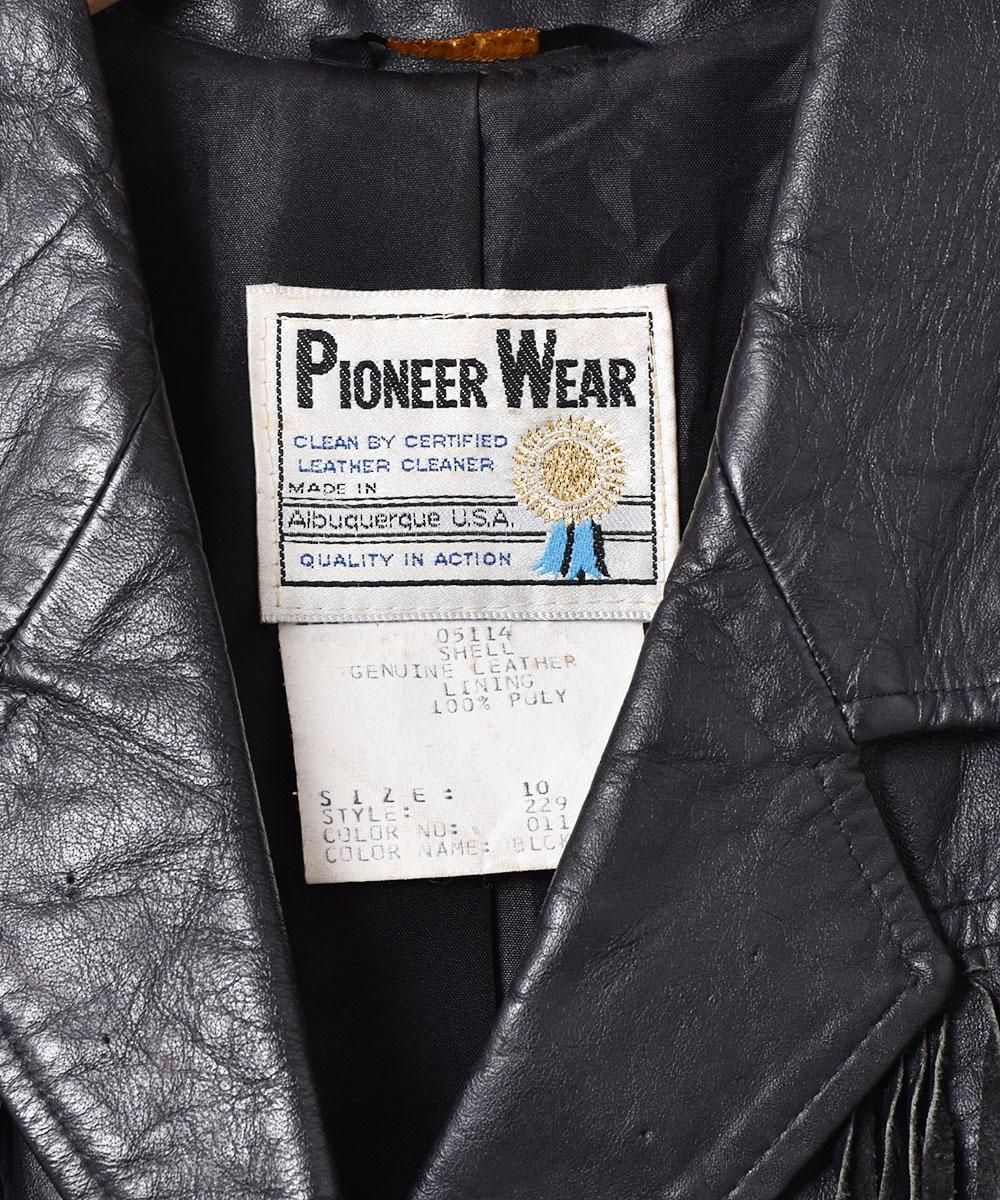 PIONEER WEAR
CLEAN BY CERTIFIED
LEATHER CLEANER
MADE IN
Albuquerque U.S.A.
QUALITY IN ACTION
05114
SHELL
GENUINE LEATHER
LINING
100% POLY
SIZE: 10
STYLE: 229
COLOR NO: 011
COLOR NAME: BLCK